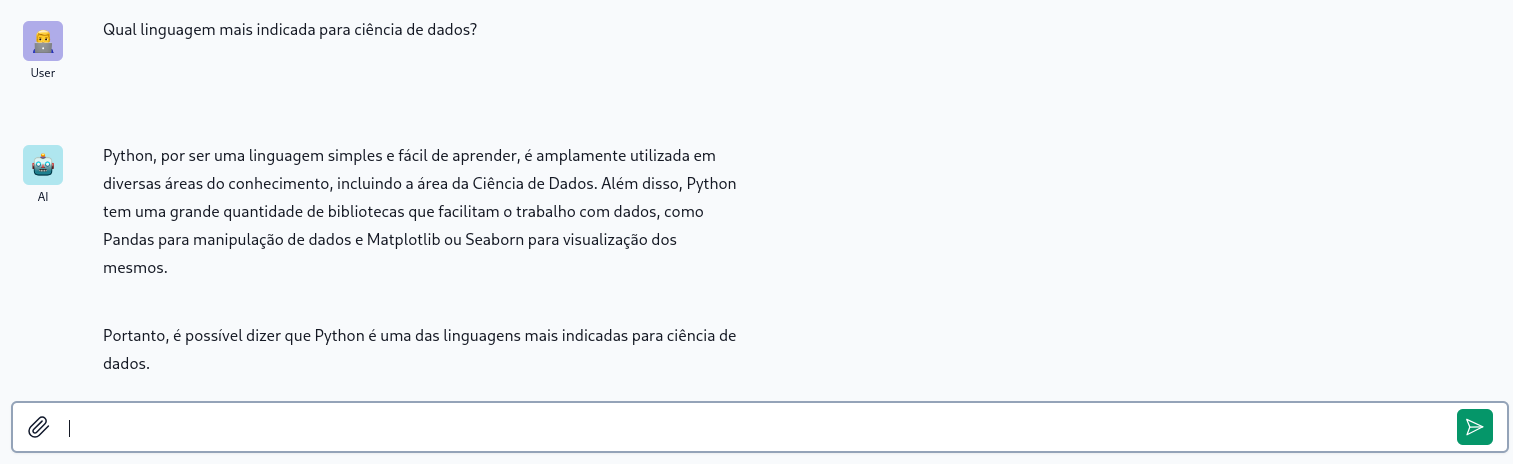 Qual linguagem mais indicada para ciência de dados?
User
Python, por ser uma linguagem simples e fácil de aprender, é amplamente utilizada em
diversas áreas do conhecimento, incluindo a área da Ciência de Dados. Além disso, Python
AI
tem uma grande quantidade de bibliotecas que facilitam o trabalho com dados, como
Pandas para manipulação de dados e Matplotlib ou Seaborn para visualização dos
mesmos.
Portanto, é possível dizer que Python é uma das linguagens mais indicadas para ciência de
dados.